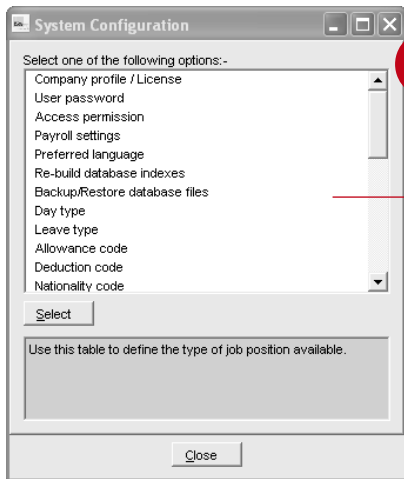 System Configuration
Select one of the following options:-
Company profile / License
User password
Access permission
Payroll settings
Preferred language
Re-build database indexes
Backup/Restore database files
Day type
Leave type
Allowance code
Deduction code
Nationality code
Select
Use this table to define the type of job position available.
Close